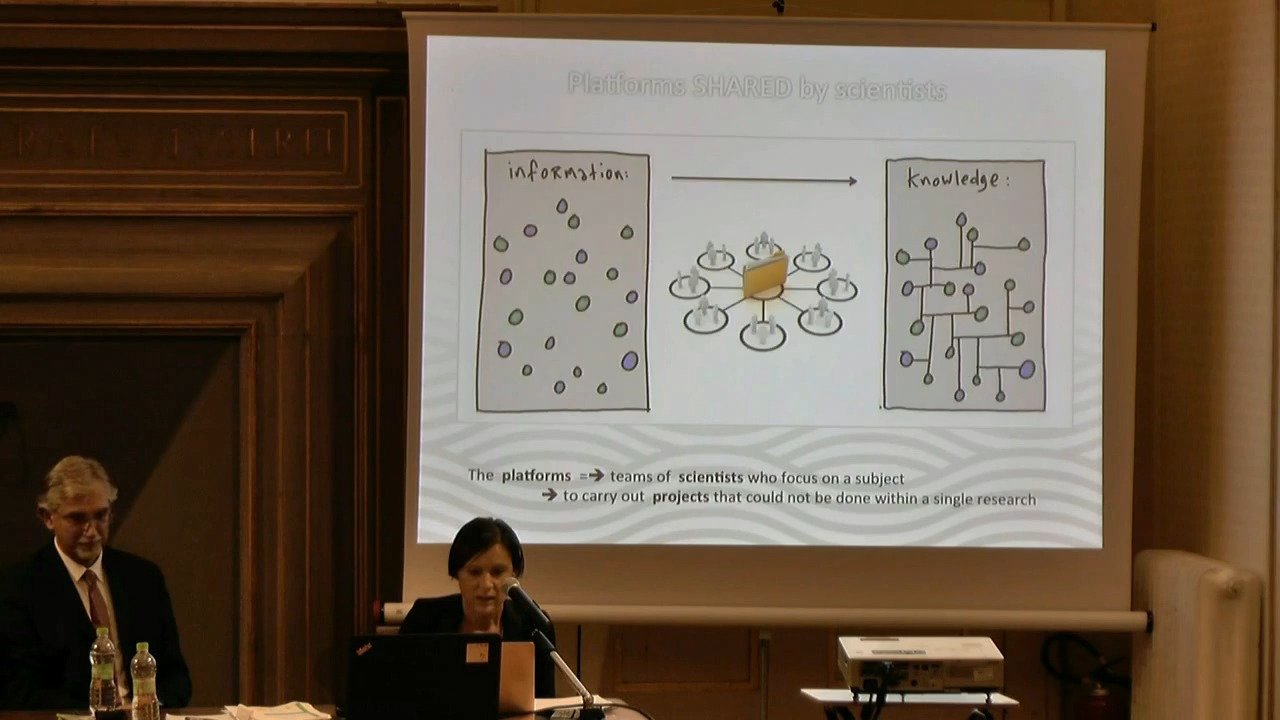 Platforms SHARED by scientists
information:
knowledge:
The platforms =➔ teams of scientists who focus on a subject
➔ to carry out projects that could not be done within a single research